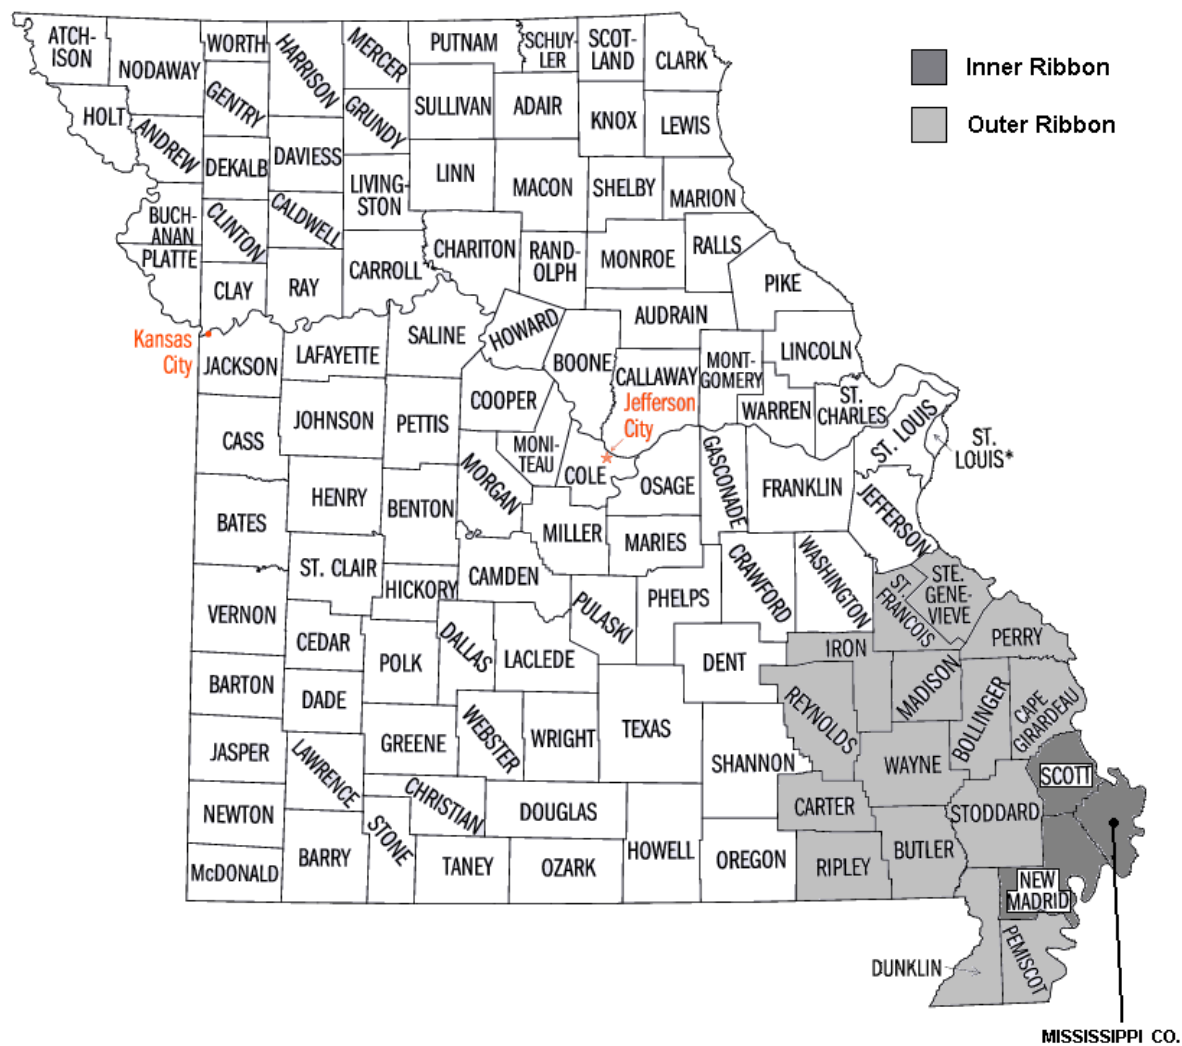 ATCH-
ISON
NODAWAY
WORTH
HARRISON
MERCER
PUTNAM
SCHUY-
LER
SCOT-
LAND
CLARK
Inner Ribbon
Outer Ribbon
HOLT
ANDREW
GENTRY
GRUNDY
SULLIVAN
ADAIR
KNOX
LEWIS
DEKALB
DAVIESS
LIVING-
STON
LINN
MACON
SHELBY
MARION
BUCH-
ANAN
CLINTON
CALDWELL
CHARITON
RAND-
OLPH
MONROE
RALLS
PLATTE
CLAY
RAY
CARROLL
PIKE
Kansas
City
JACKSON
LAFAYETTE
SALINE
HOWARD
BOONE
AUDRAIN
CALLAWAY
MONT-
GOMERY
LINCOLN
Jefferson
City
WARREN
ST.
CHARLES
ST. LOUIS
ST.
LOUIS*
CASS
JOHNSON
PETTIS
COOPER
MONI-
TEAU
MORGAN
COLE
OSAGE
GASCONADE
FRANKLIN
JEFFERSON
BATES
HENRY
BENTON
MILLER
MARIES
CRAWFORD
WASHINGTON
ST.
FRANCOIS
STE.
GENE-
VIEVE
VERNON
ST. CLAIR
HICKORY
CAMDEN
PULASKI
PHELPS
PERRY
CEDAR
POLK
DALLAS
LACLEDE
DENT
IRON
MADISON
BOLLINGER
CAPE
GIRARDEAU
BARTON
DADE
REYNOLDS
JASPER
LAWRENCE
GREENE
WEBSTER
WRIGHT
TEXAS
SHANNON
WAYNE
SCOTT
NEWTON
CHRISTIAN
DOUGLAS
CARTER
STODDARD
McDONALD
BARRY
STONE
TANEY
OZARK
HOWELL
OREGON
RIPLEY
BUTLER
NEW
MADRID
DUNKLIN
PEMISCOT
MISSISSIPPI CO.